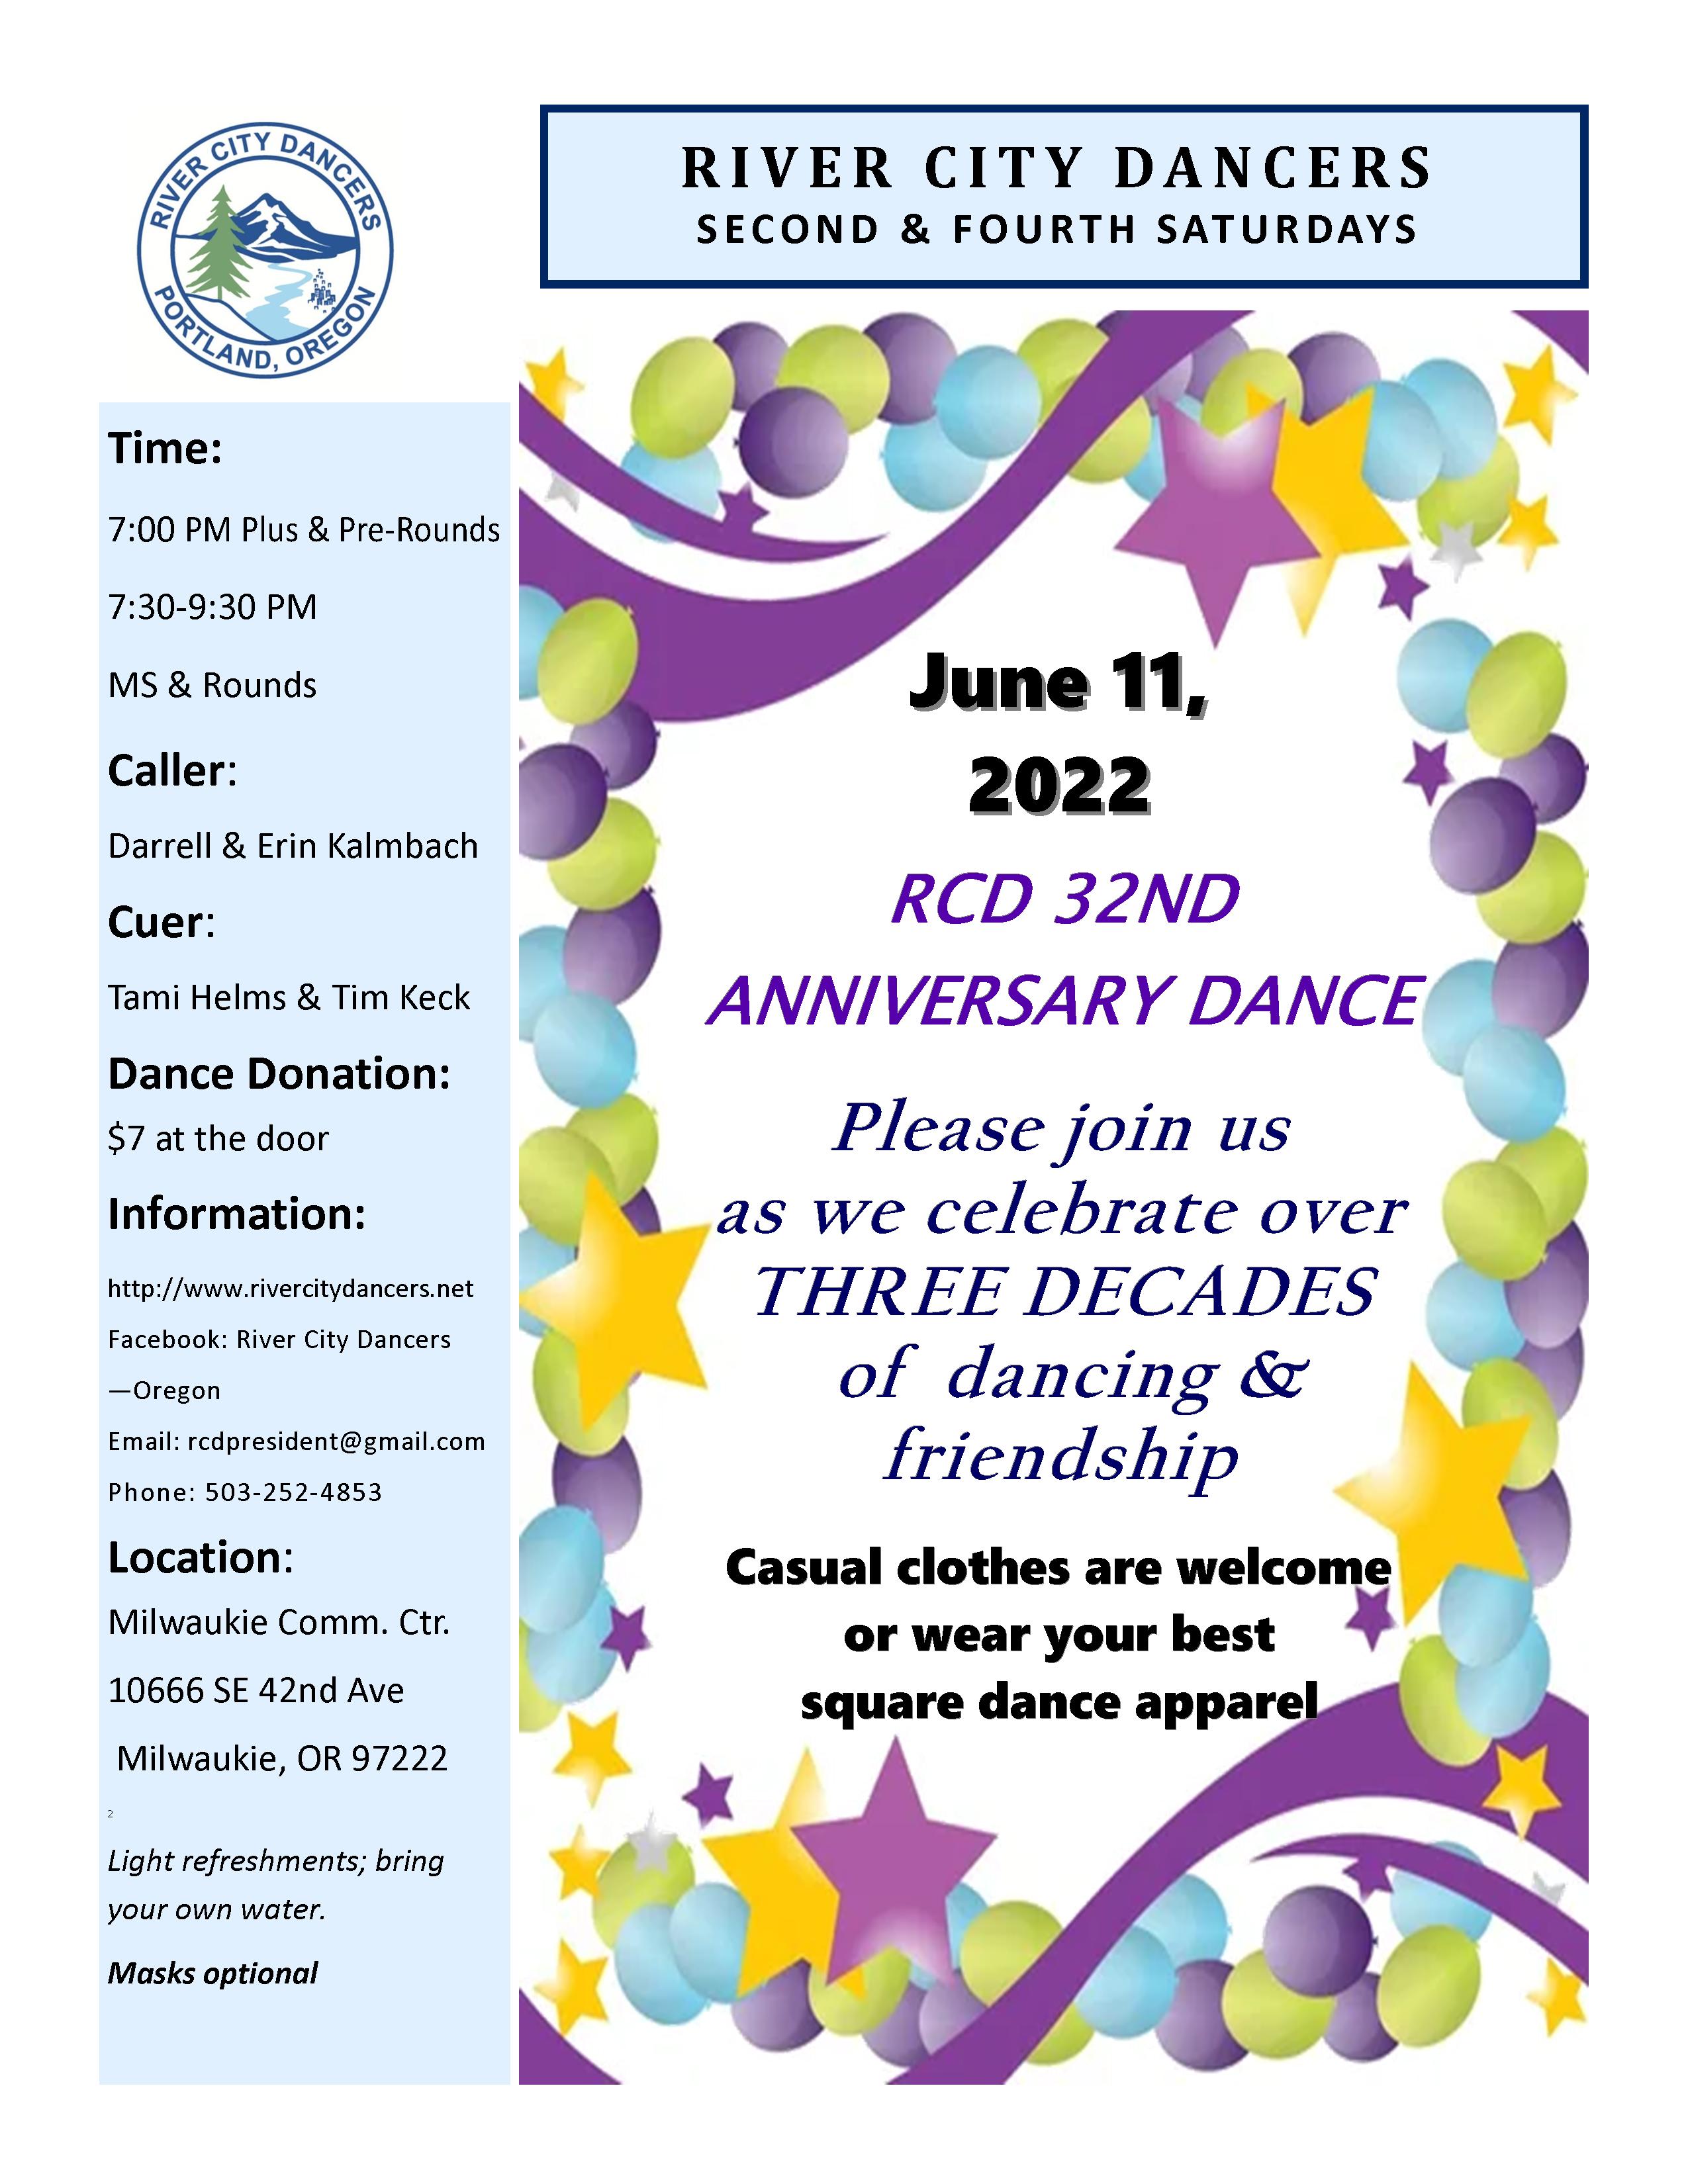 RIVER CITY DANCERS
PORTLAND, OREGON
RIVER CITY DANCERS
SECOND & FOURTH SATURDAYS
Time:
7:00 PM Plus & Pre-Rounds
7:30-9:30 PM
MS & Rounds
Caller:
Darrell & Erin Kalmbach
Cuer:
Tami Helms & Tim Keck
Dance Donation:
$7 at the door
Information:
http://www.rivercitydancers.net
Facebook: River City Dancers
—Oregon
Email: rcdpresident@gmail.com
Phone: 503-252-4853
Location:
Milwaukie Comm. Ctr.
10666 SE 42nd Ave
Milwaukie, OR 97222
2
Light refreshments; bring
your own water.
Masks optional
June 11,
2022
RCD 32ND
ANNIVERSARY DANCE
Please join us
as we celebrate over
THREE DECADES
of dancing &
friendship
Casual clothes are welcome
or wear your best
square dance apparel